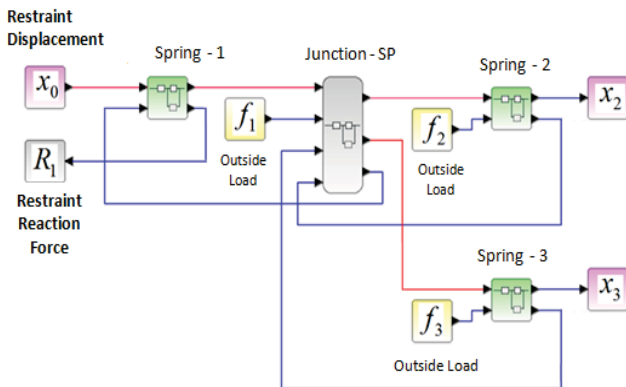 Restraint
Displacement
Spring - 1
Junction - SP
Spring - 2
x0
f1
x2
f2
R1
Outside
Load
Outside
Load
Restraint
Reaction
Force
Spring - 3
x3
f3
Outside Load